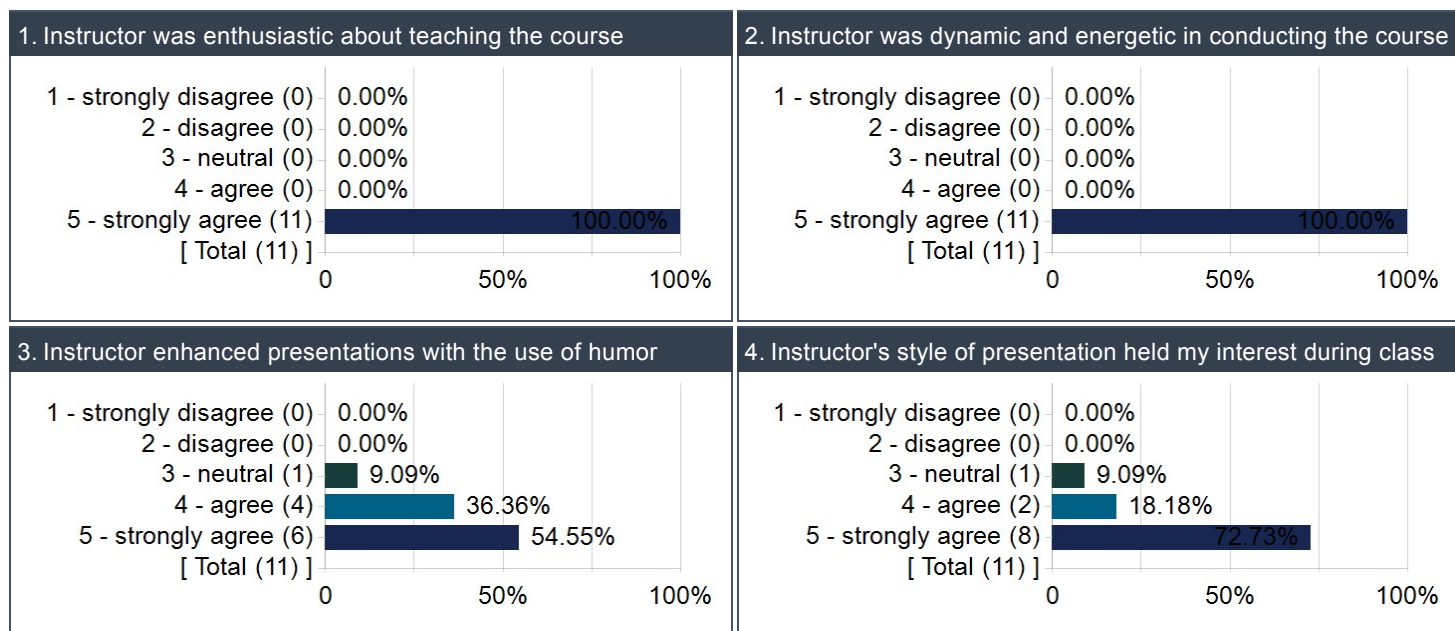 1. Instructor was enthusiastic about teaching the course
1 - strongly disagree (0) 0.00%
2 - disagree (0) 0.00%
3 - neutral (0) 0.00%
4 - agree (0) 0.00%
5 - strongly agree (11) 100.00%
[ Total (11) ]
0 50% 100%
2. Instructor was dynamic and energetic in conducting the course
1 - strongly disagree (0) 0.00%
2 - disagree (0) 0.00%
3 - neutral (0) 0.00%
4 - agree (0) 0.00%
5 - strongly agree (11) 100.00%
[ Total (11) ]
0 50% 100%
3. Instructor enhanced presentations with the use of humor
1 - strongly disagree (0) 0.00%
2 - disagree (0) 0.00%
3 - neutral (1) 9.09%
4 - agree (4) 36.36%
5 - strongly agree (6) 54.55%
[ Total (11) ]
0 50% 100%
4. Instructor's style of presentation held my interest during class
1 - strongly disagree (0) 0.00%
2 - disagree (0) 0.00%
3 - neutral (1) 9.09%
4 - agree (2) 18.18%
5 - strongly agree (8) 72.73%
[ Total (11) ]
0 50% 100%